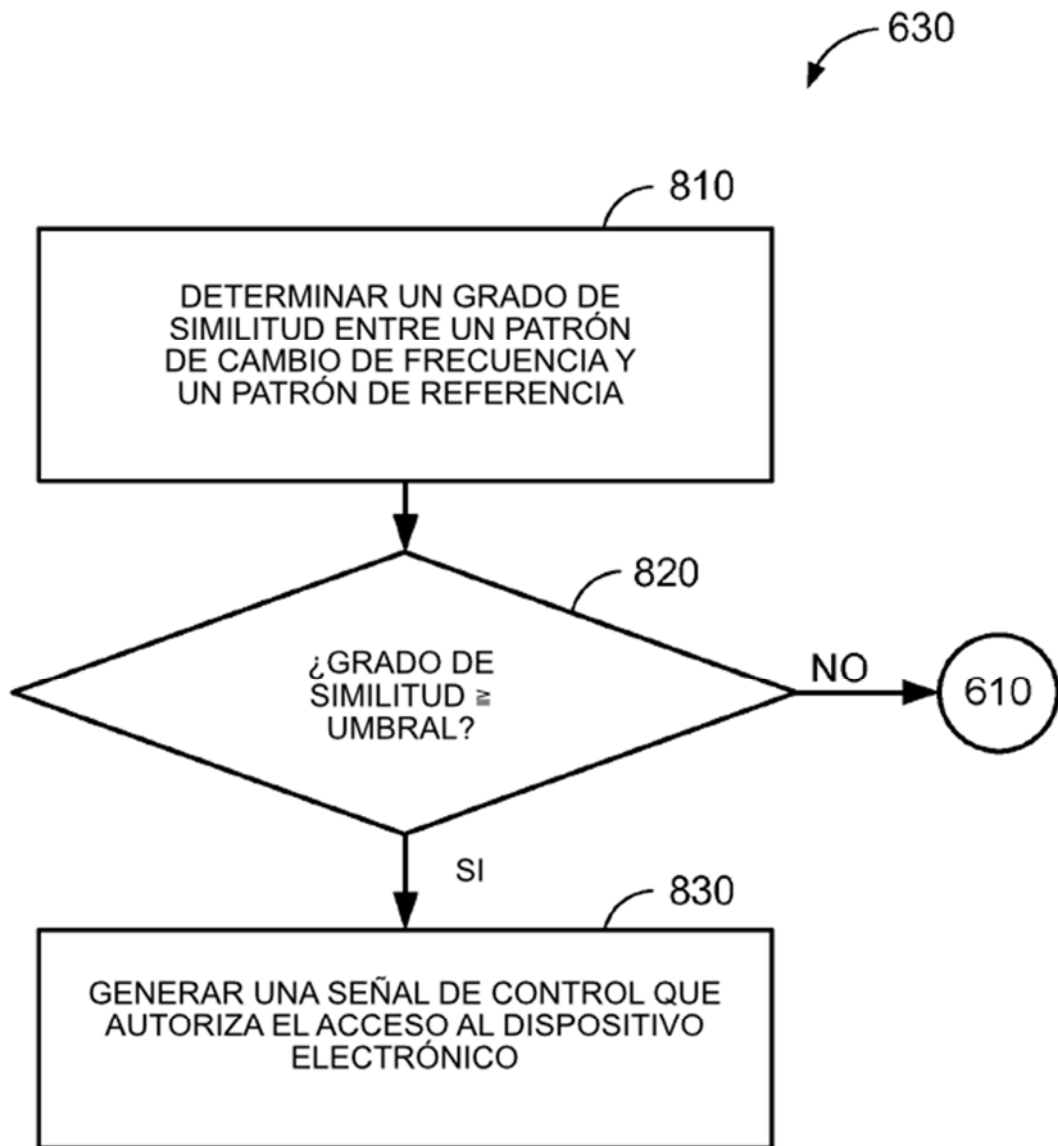 630
810
DETERMINAR UN GRADO DE
SIMILITUD ENTRE UN PATRÓN
DE CAMBIO DE FRECUENCIA Y
UN PATRÓN DE REFERENCIA
820
¿GRADO DE
SIMILITUD ≧
UMBRAL?
NO
610
SI
830
GENERAR UNA SEÑAL DE CONTROL QUE
AUTORIZA EL ACCESO AL DISPOSITIVO
ELECTRÓNICO